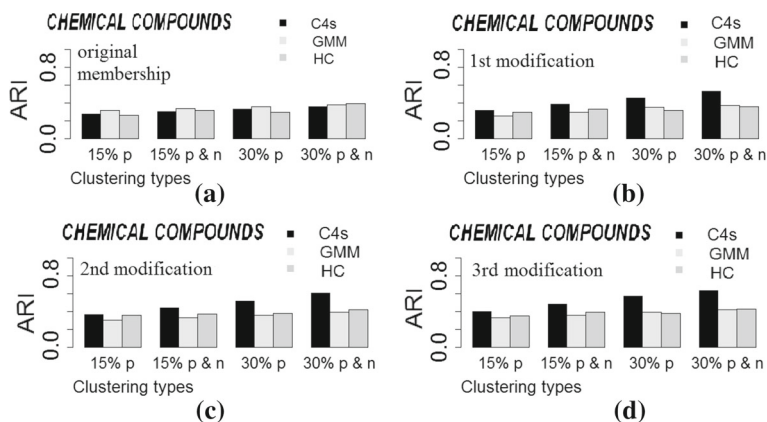 CHEMICAL COMPOUNDS
original
membership
C4s
GMM
HC
ARI
0.8
0.0
15% p
15% p & n
30% p
30% p & n
Clustering types
(a)
CHEMICAL COMPOUNDS
1st modification
C4s
GMM
HC
ARI
0.8
0.0
15% p
15% p & n
30% p
30% p & n
Clustering types
(b)
CHEMICAL COMPOUNDS
2nd modification
C4s
GMM
HC
ARI
0.8
0.0
15% p
15% p & n
30% p
30% p & n
Clustering types
(c)
CHEMICAL COMPOUNDS
3rd modification
C4s
GMM
HC
ARI
0.8
0.0
15% p
15% p & n
30% p
30% p & n
Clustering types
(d)